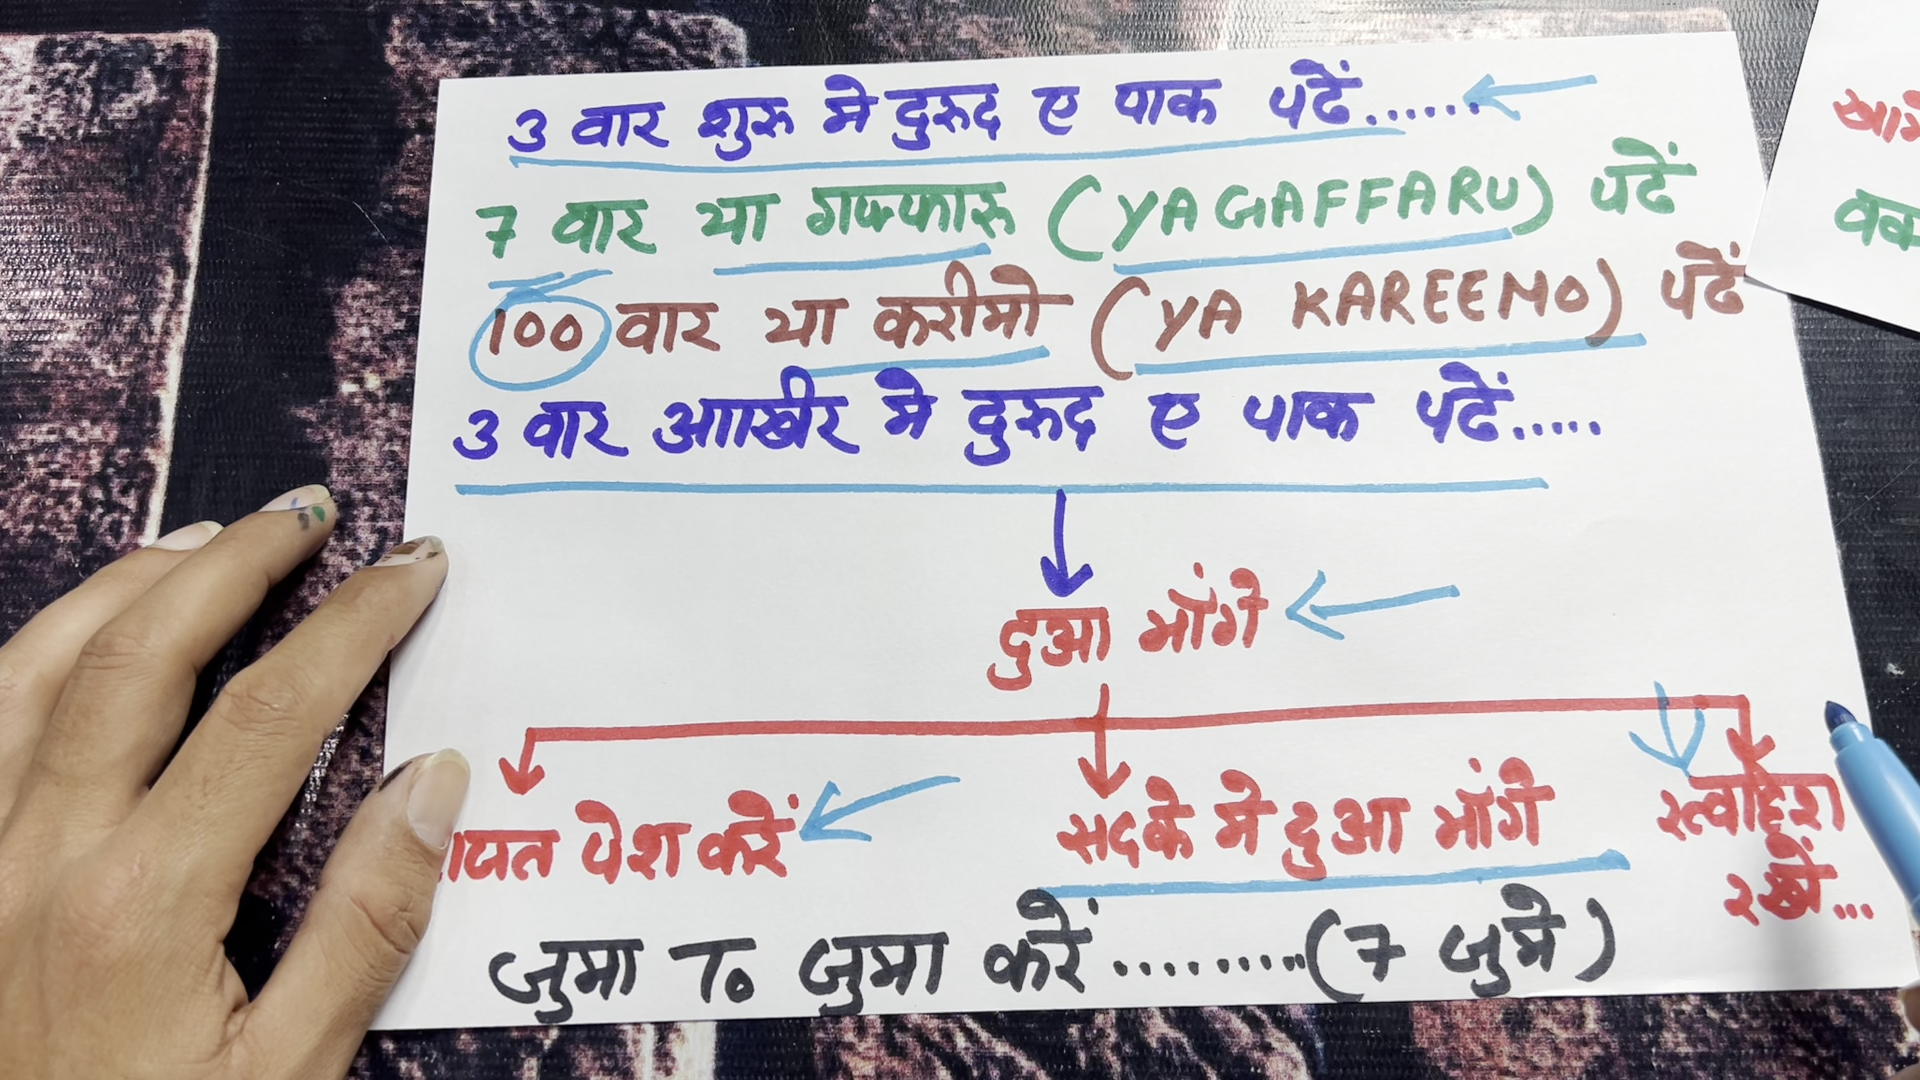 3 वार शुरु मे दुरुद ए पाक पढें......
7 वार या गफ्फारु (YA GAFFARU) पढें
100 वार या करीमो (YA KAREEMO) पढें
3 वार आाखीर मे दुरुद ए पाक पढें.....
दुआ मांगे
पेश करें
सदके मे दुआ मांगे
रखें...
जुमा To जुमा करें..........(7 जुमे)